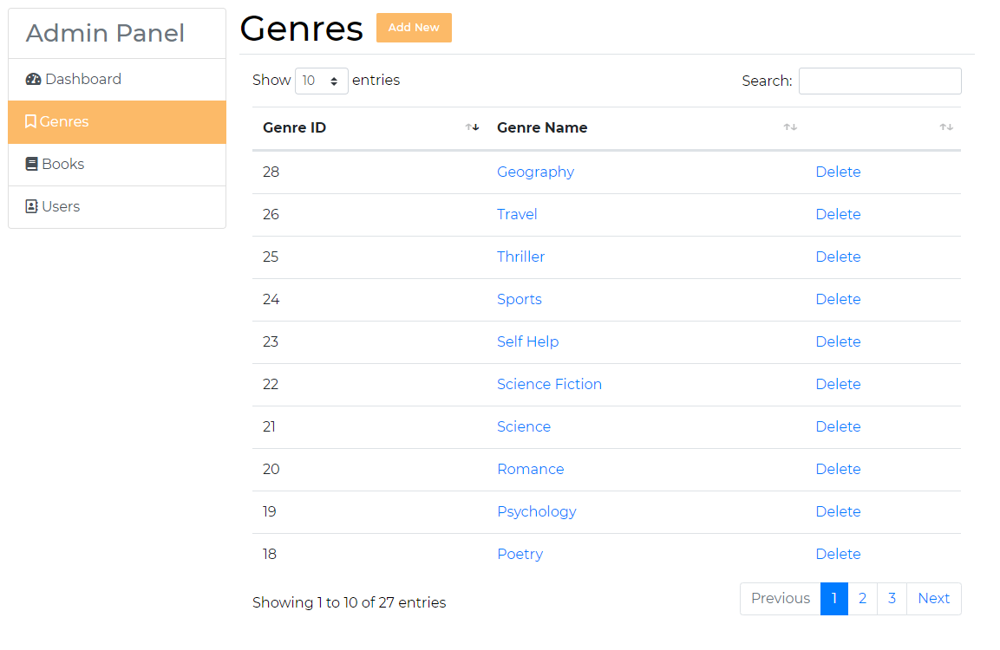 Admin Panel
Dashboard
Genres
Books
Users
Genres Add New
Show 10 entries Search:
Genre ID Genre Name
28 Geography Delete
26 Travel Delete
25 Thriller Delete
24 Sports Delete
23 Self Help Delete
22 Science Fiction Delete
21 Science Delete
20 Romance Delete
19 Psychology Delete
18 Poetry Delete
Showing 1 to 10 of 27 entries Previous 1 2 3 Next